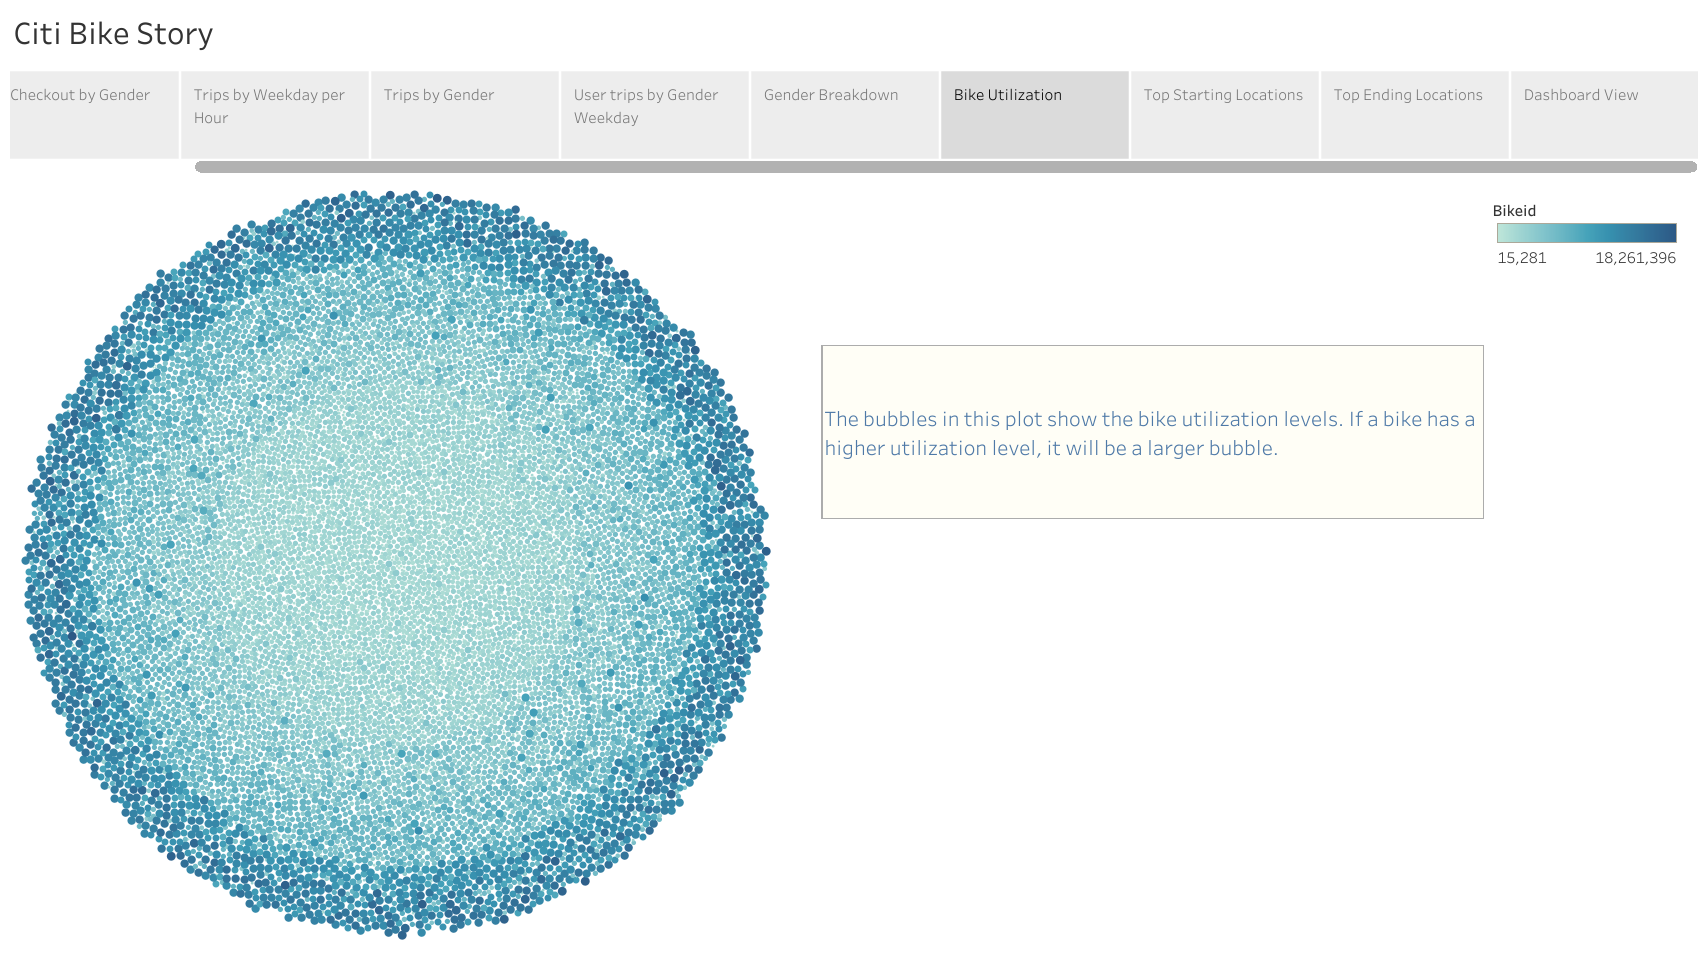 Citi Bike Story
Checkout by Gender
Trips by Weekday per
Hour
Trips by Gender
User trips by Gender
Weekday
Gender Breakdown
Bike Utilization
Top Starting Locations
Top Ending Locations
Dashboard View
Bikeid
15,281
18,261,396
The bubbles in this plot show the bike utilization levels. If a bike has a
higher utilization level, it will be a larger bubble.